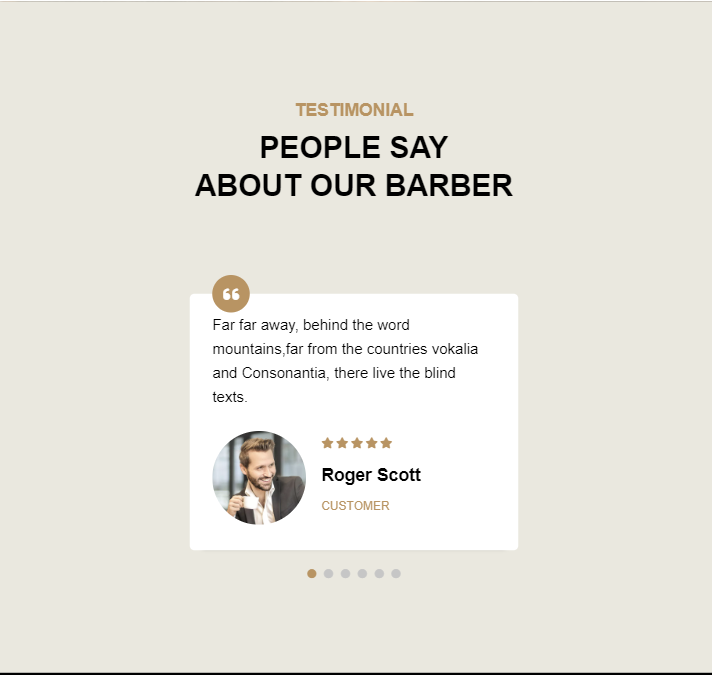 TESTIMONIAL
PEOPLE SAY
ABOUT OUR BARBER
Far far away, behind the word
mountains,far from the countries vokalia
and Consonantia, there live the blind
texts.
Roger Scott
CUSTOMER